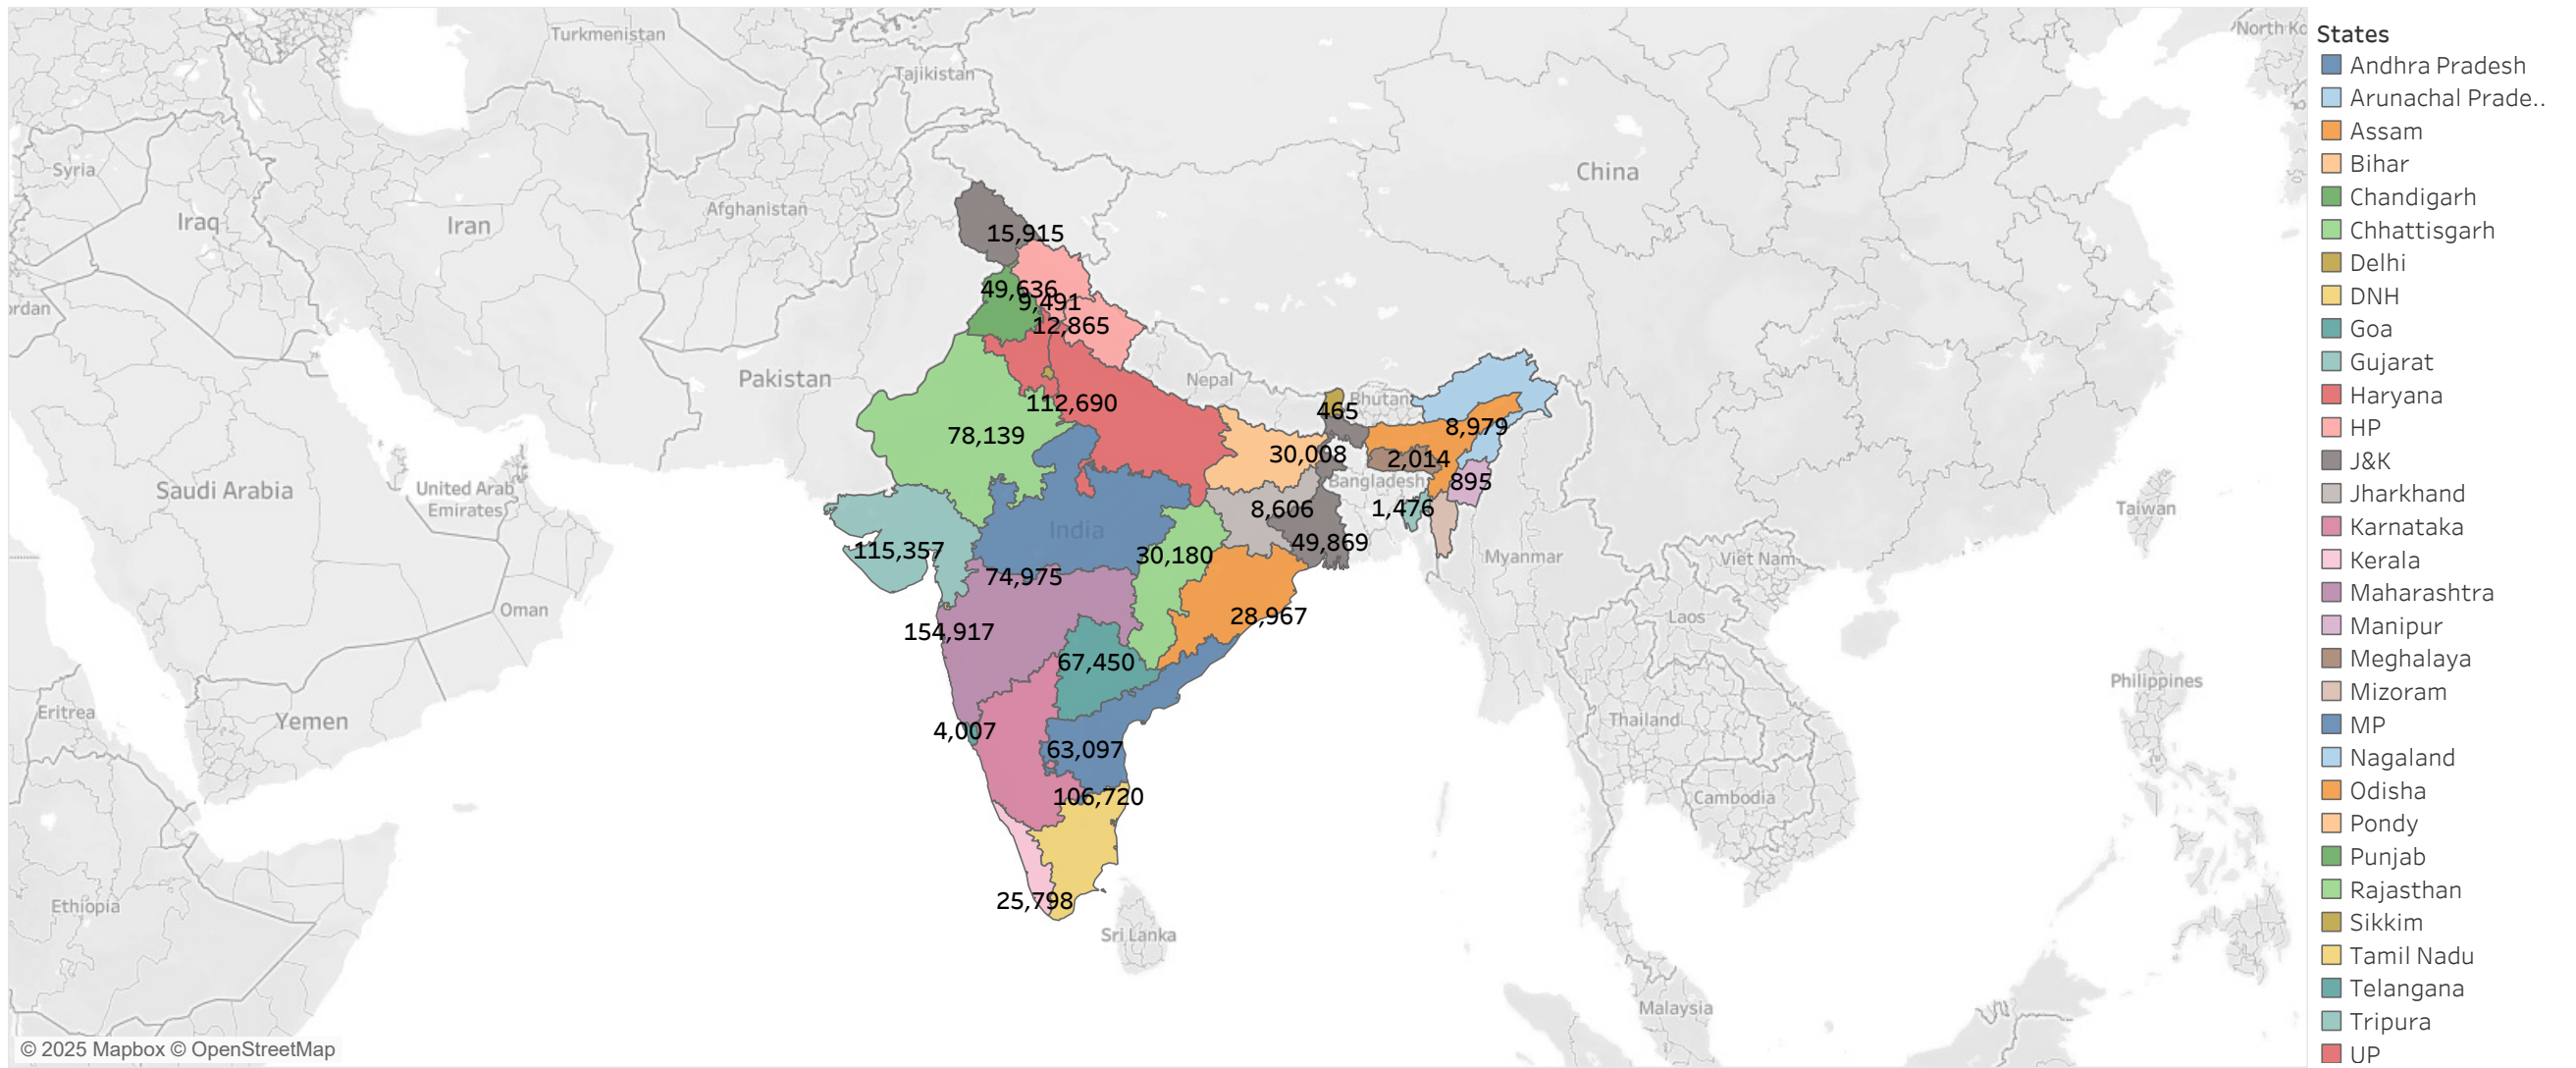 Turkmenistan
North Ko
Tajikistan
China
Syria
Afghanistan
Iraq
Iran
15,915
49,636
9,491
ordan
12,865
Pakistan
Nepal
Bhutan
112,690
465
8,979
78,139
30,008
2,014
Bangladesh
895
Saudi Arabia
United Arab
Emirates
8,606
1,476
Taiwan
India
49,869
115,357
30,180
Myanmar
Viet Nam
74,975
Oman
28,967
Laos
154,917
67,450
Philippines
Eritrea
Yemen
Thailand
4,007
63,097
106,720
Cambodia
25,798
Ethiopia
Sri Lanka
Malaysia
© 2025 Mapbox © OpenStreetMap
States
Andhra Pradesh
Arunachal Prade..
Assam
Bihar
Chandigarh
Chhattisgarh
Delhi
DNH
Goa
Gujarat
Haryana
HP
J&K
Jharkhand
Karnataka
Kerala
Maharashtra
Manipur
Meghalaya
Mizoram
MP
Nagaland
Odisha
Pondy
Punjab
Rajasthan
Sikkim
Tamil Nadu
Telangana
Tripura
UP